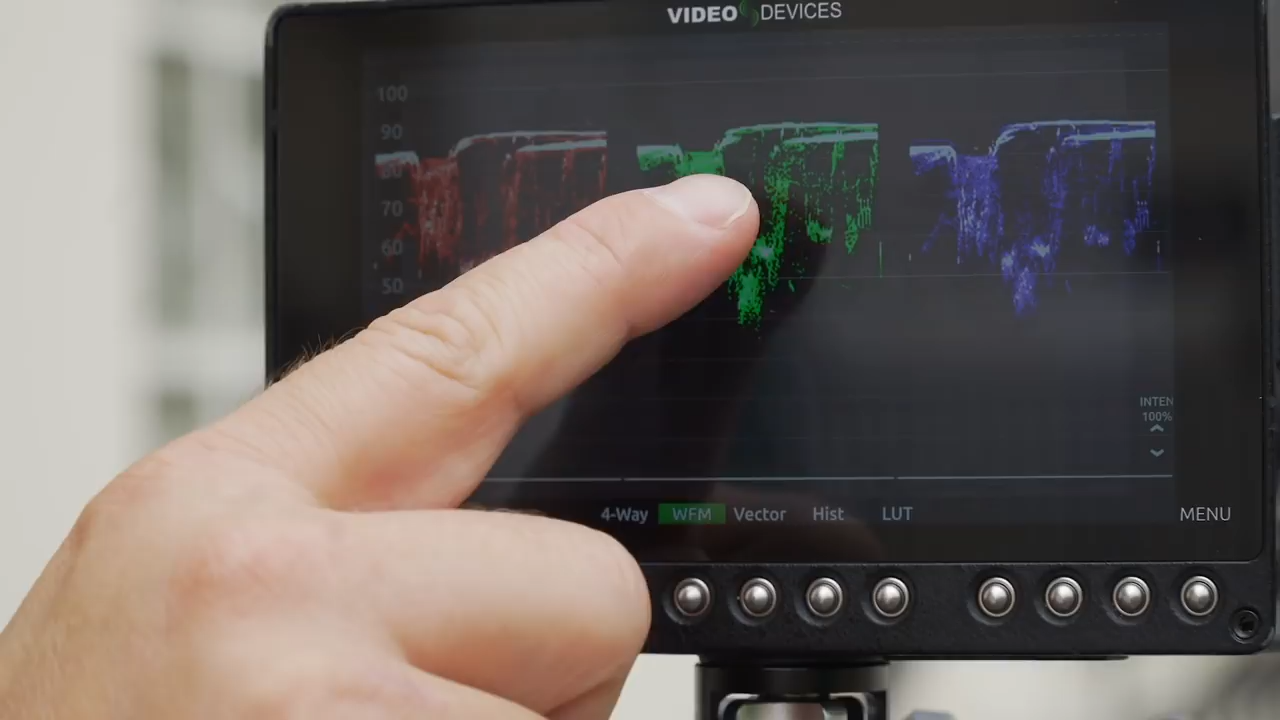 VIDEO DEVICES
100
90
80
70
60
50
INTEN
100%
4-Way WFM Vector Hist LUT MENU